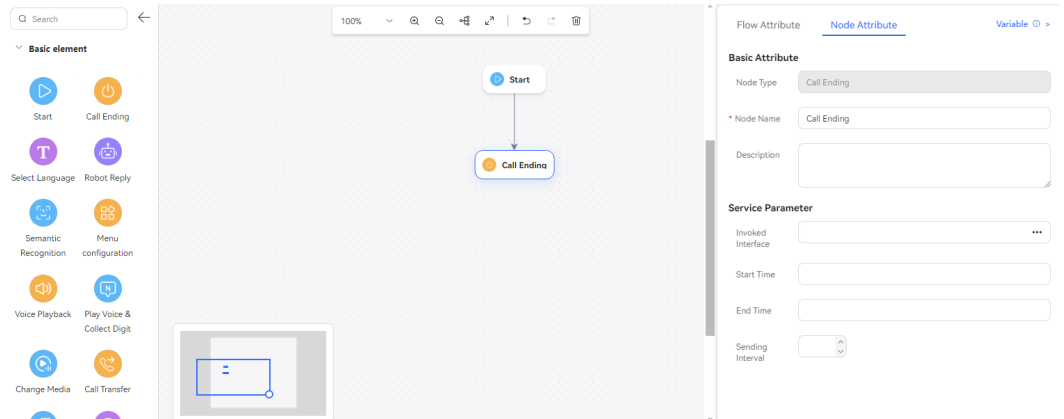 Search
Basic element
Start
Call Ending
T
Select Language
Robot Reply
Semantic
Recognition
Menu
configuration
N
Voice Playback
Play Voice &
Collect Digit
Change Media
Call Transfer
100%
Start
Call Ending
Flow Attribute
Node Attribute
Variable
>
Basic Attribute
Node Type
Call Ending
* Node Name
Call Ending
Description
Service Parameter
Invoked
Interface
•••
Start Time
End Time
Sending
Interval